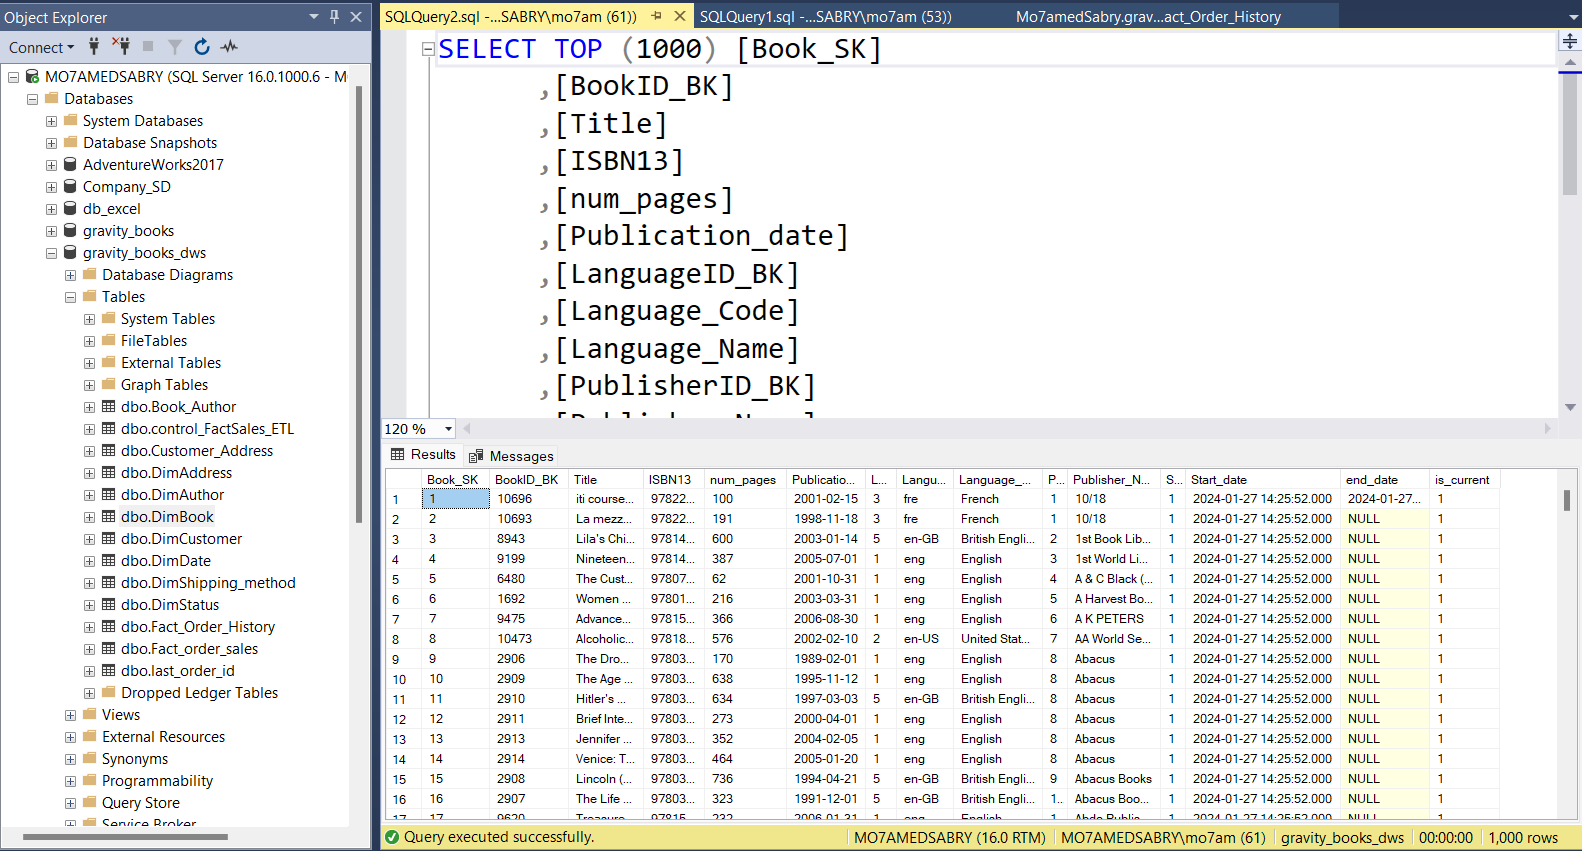 Object Explorer
Connect
MO7AMEDSABRY (SQL Server 16.0.1000.6 - M
Databases
System Databases
Database Snapshots
AdventureWorks2017
Company_SD
db_excel
gravity_books
gravity_books_dws
Database Diagrams
Tables
System Tables
FileTables
External Tables
Graph Tables
dbo.Book_Author
dbo.control_FactSales_ETL
dbo.Customer_Address
dbo.DimAddress
dbo.DimAuthor
dbo.DimBook
dbo.DimCustomer
dbo.DimDate
dbo.DimShipping_method
dbo.DimStatus
dbo.Fact_Order_History
dbo.Fact_order_sales
dbo.last_order_id
Dropped Ledger Tables
Views
External Resources
Synonyms
Programmability
Query Store
Service Broker
SQLQuery2.sql -...SABRY\mo7am (61)) SQLQuery1.sql -...SABRY\mo7am (53)) Mo7amedSabry.grav...act_Order_History
SELECT TOP (1000) [Book_SK]
,[BookID_BK]
,[Title]
,[ISBN13]
,[num_pages]
,[Publication_date]
,[LanguageID_BK]
,[Language_Code]
,[Language_Name]
,[PublisherID_BK]
120 %
Results Messages
Book_SK BookID_BK Title ISBN13 num_pages Publicatio... L... Langu... Language_... P... Publisher_N... S... Start_date end_date is_current
1 1 10696 iti course... 97822... 100 2001-02-15 3 fre French 1 10/18 1 2024-01-27 14:25:52.000 2024-01-27... 1
2 2 10693 La mezz... 97822... 191 1998-11-18 3 fre French 1 10/18 1 2024-01-27 14:25:52.000 NULL 1
3 3 8943 Lila's Chi... 97814... 600 2003-01-14 5 en-GB British Engli... 2 1st Book Lib... 1 2024-01-27 14:25:52.000 NULL 1
4 4 9199 Nineteen... 97814... 387 2005-07-01 1 eng English 3 1st World Li... 1 2024-01-27 14:25:52.000 NULL 1
5 5 6480 The Cust... 97807... 62 2001-10-31 1 eng English 4 A & C Black (... 1 2024-01-27 14:25:52.000 NULL 1
6 6 1692 Women ... 97801... 216 2003-03-31 1 eng English 5 A Harvest Bo... 1 2024-01-27 14:25:52.000 NULL 1
7 7 9475 Advance... 97815... 366 2006-08-30 1 eng English 6 A K PETERS 1 2024-01-27 14:25:52.000 NULL 1
8 8 10473 Alcoholic... 97818... 576 2002-02-10 2 en-US United Stat... 7 AA World Se... 1 2024-01-27 14:25:52.000 NULL 1
9 9 2906 The Dro... 97803... 170 1989-02-01 1 eng English 8 Abacus 1 2024-01-27 14:25:52.000 NULL 1
10 10 2909 The Age ... 97803... 638 1995-11-12 1 eng English 8 Abacus 1 2024-01-27 14:25:52.000 NULL 1
11 11 2910 Hitler's ... 97803... 634 1997-03-03 5 en-GB British Engli... 8 Abacus 1 2024-01-27 14:25:52.000 NULL 1
12 12 2911 Brief Inte... 97803... 273 2000-04-01 1 eng English 8 Abacus 1 2024-01-27 14:25:52.000 NULL 1
13 13 2913 Jennifer ... 97803... 352 2004-02-05 1 eng English 8 Abacus 1 2024-01-27 14:25:52.000 NULL 1
14 14 2914 Venice: T... 97803... 464 2005-01-20 1 eng English 8 Abacus 1 2024-01-27 14:25:52.000 NULL 1
15 15 2908 Lincoln (... 97803... 736 1994-04-21 5 en-GB British Engli... 9 Abacus Books 1 2024-01-27 14:25:52.000 NULL 1
16 16 2907 The Life ... 97803... 323 1991-12-01 5 en-GB British Engli... 1... Abacus Boo... 1 2024-01-27 14:25:52.000 NULL 1
Query executed successfully. MO7AMEDSABRY (16.0 RTM) MO7AMEDSABRY\mo7am (61) gravity_books_dws 00:00:00 1,000 rows